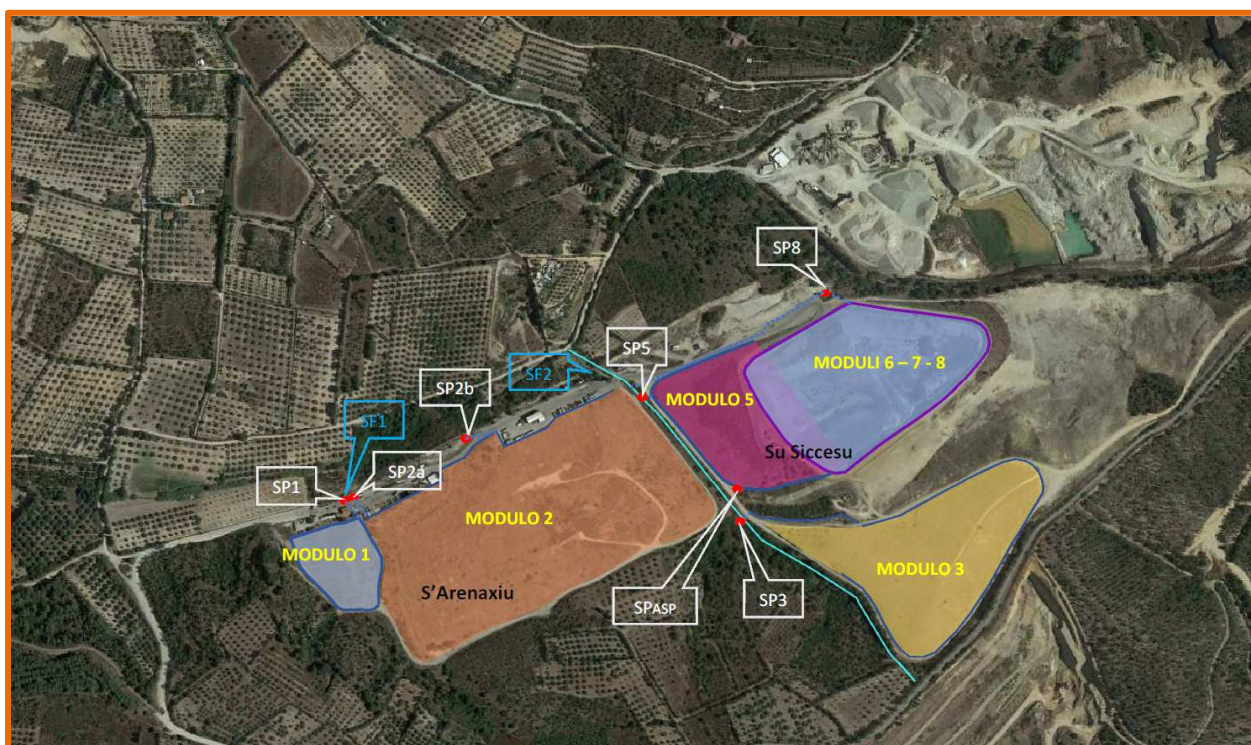 SP8
MODULI 6 – 7 - 8
SP5
SF2
MODULO 5
SP2b
Su Siccesu
SF1
SP2a
SP1
MODULO 2
MODULO 1
MODULO 3
S'Arenaxiu
SPASP
SP3